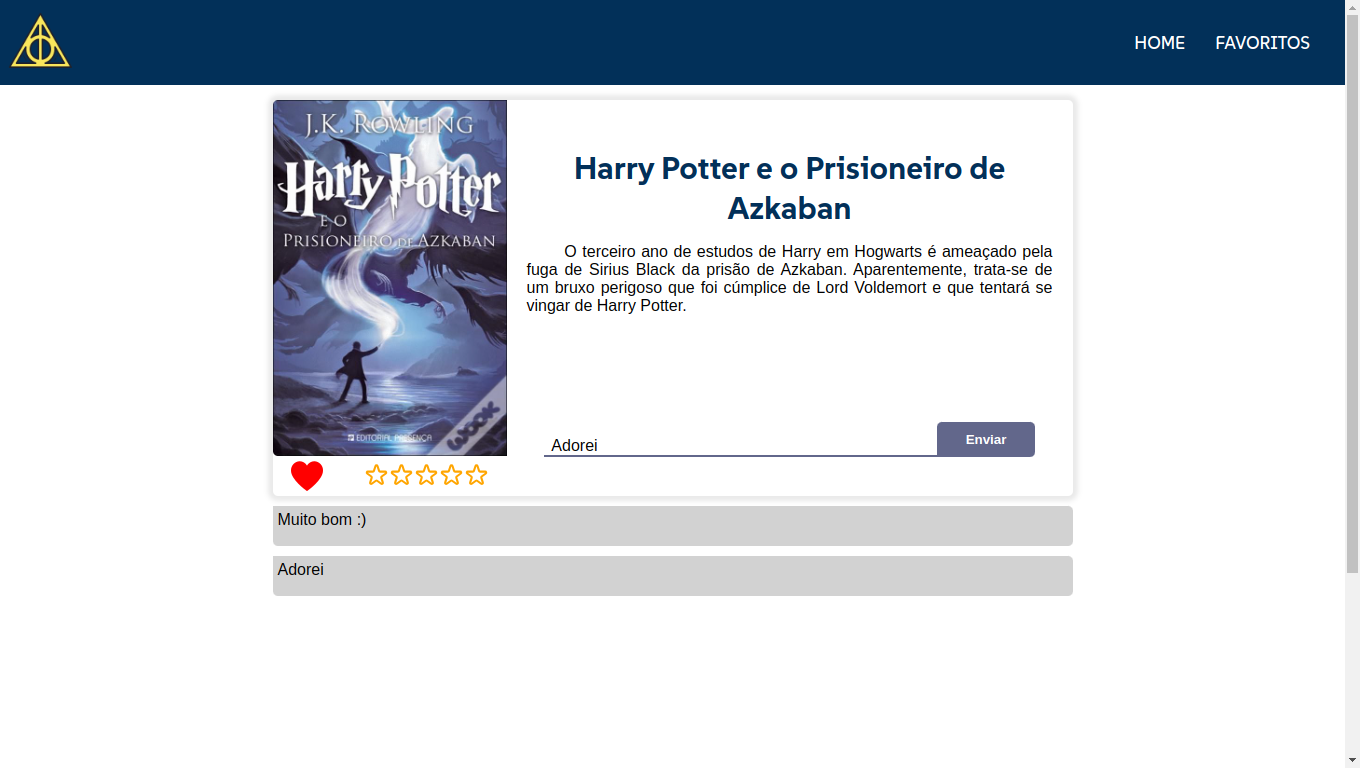 HOME FAVORITOS
J.K. ROWLING
Harry Potter
E O
PRISIONEIRO DE AZKABAN
EDITORIAL PRESENÇA
WOOK
Harry Potter e o Prisioneiro de
Azkaban
O terceiro ano de estudos de Harry em Hogwarts é ameaçado pela
fuga de Sirius Black da prisão de Azkaban. Aparentemente, trata-se de
um bruxo perigoso que foi cúmplice de Lord Voldemort e que tentará se
vingar de Harry Potter.
Adorei
Enviar
Muito bom :)
Adorei